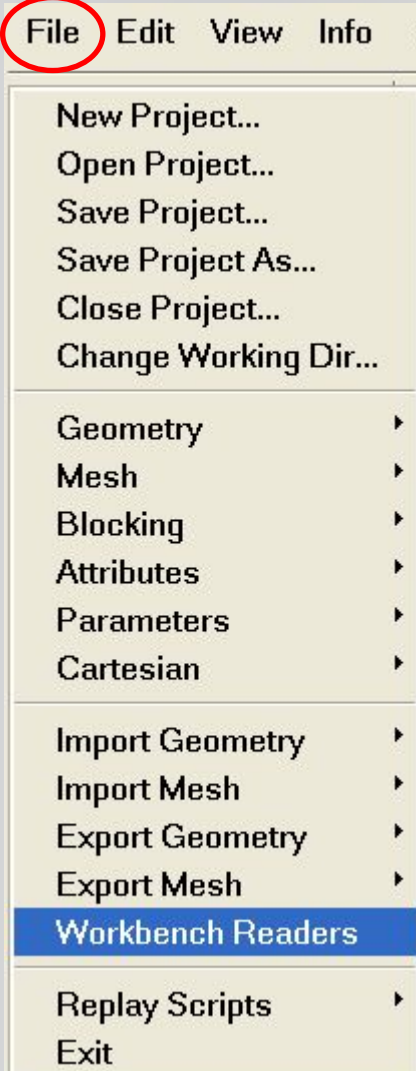 File Edit View Info
New Project...
Open Project...
Save Project...
Save Project As...
Close Project...
Change Working Dir...
Geometry
Mesh
Blocking
Attributes
Parameters
Cartesian
Import Geometry
Import Mesh
Export Geometry
Export Mesh
Workbench Readers
Replay Scripts
Exit